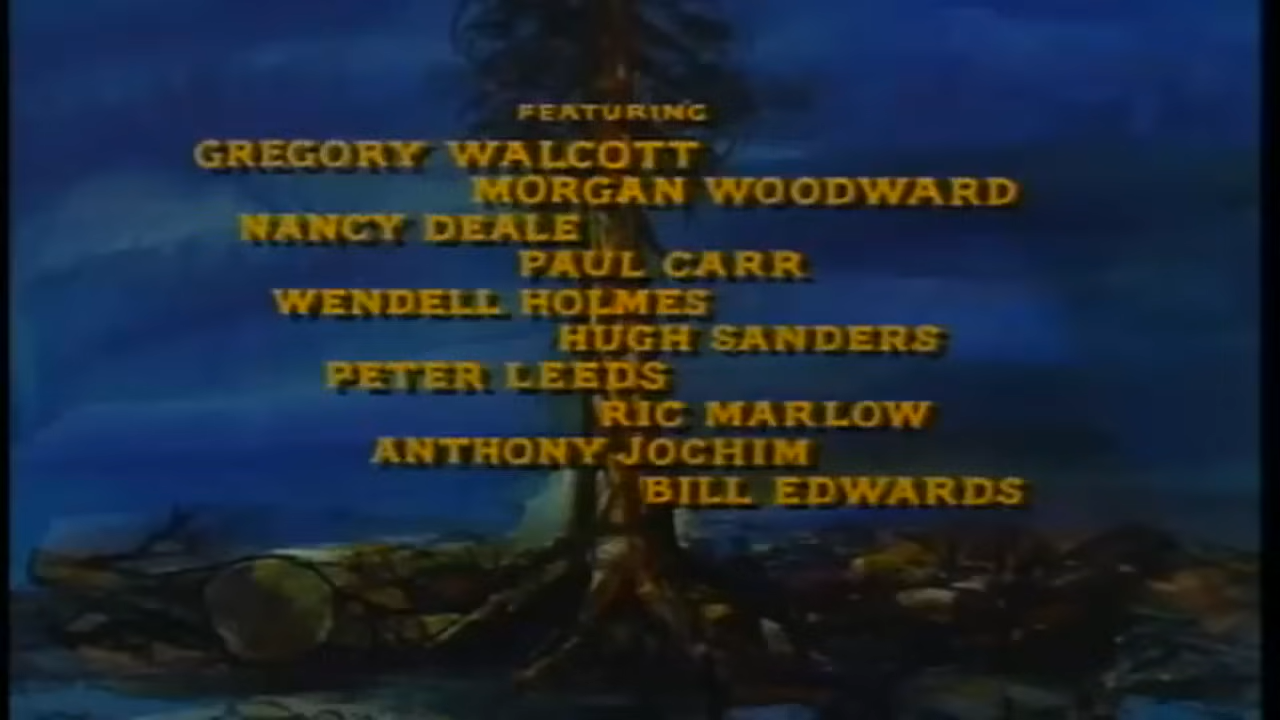 FEATURING
GREGORY WALCOTT
MORGAN WOODWARD
NANCY DEALE
PAUL CARR
WENDELL HOLMES
HUGH SANDERS
PETER LEEDS
RIC MARLOW
ANTHONY JOCHIM
BILL EDWARDS